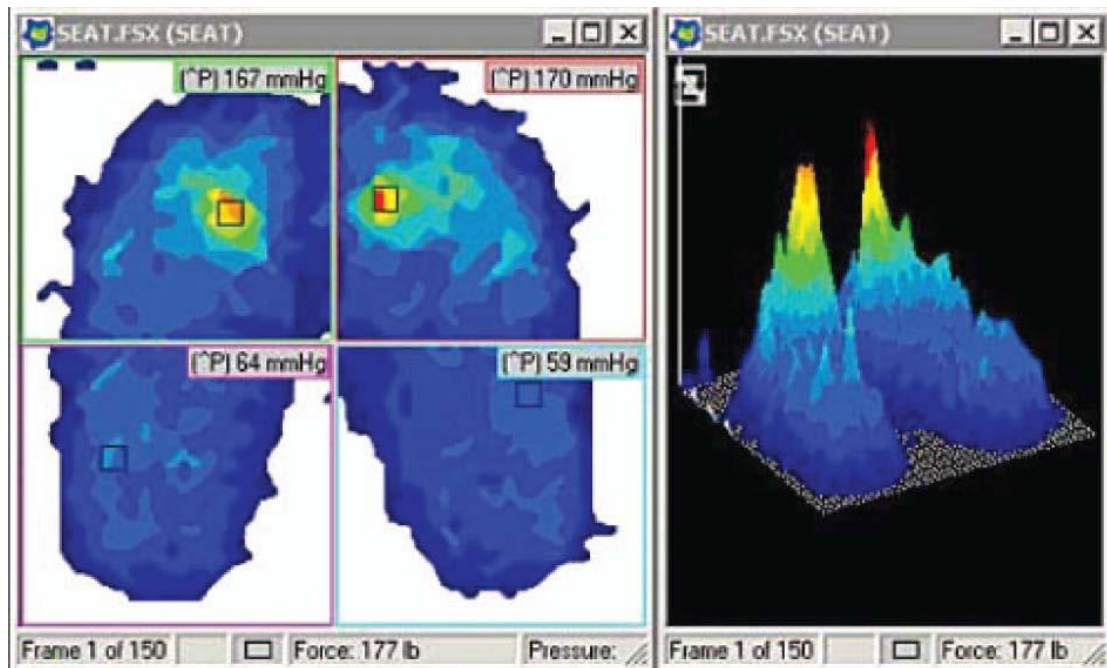 SEAT.FSX (SEAT)
(^P) 167 mmHg
(^P) 170 mmHg
(^P) 64 mmHg
(^P) 59 mmHg
Frame 1 of 150
Force: 177 lb
Pressure:
SEAT.FSX (SEAT)
Frame 1 of 150
Force: 177 lb